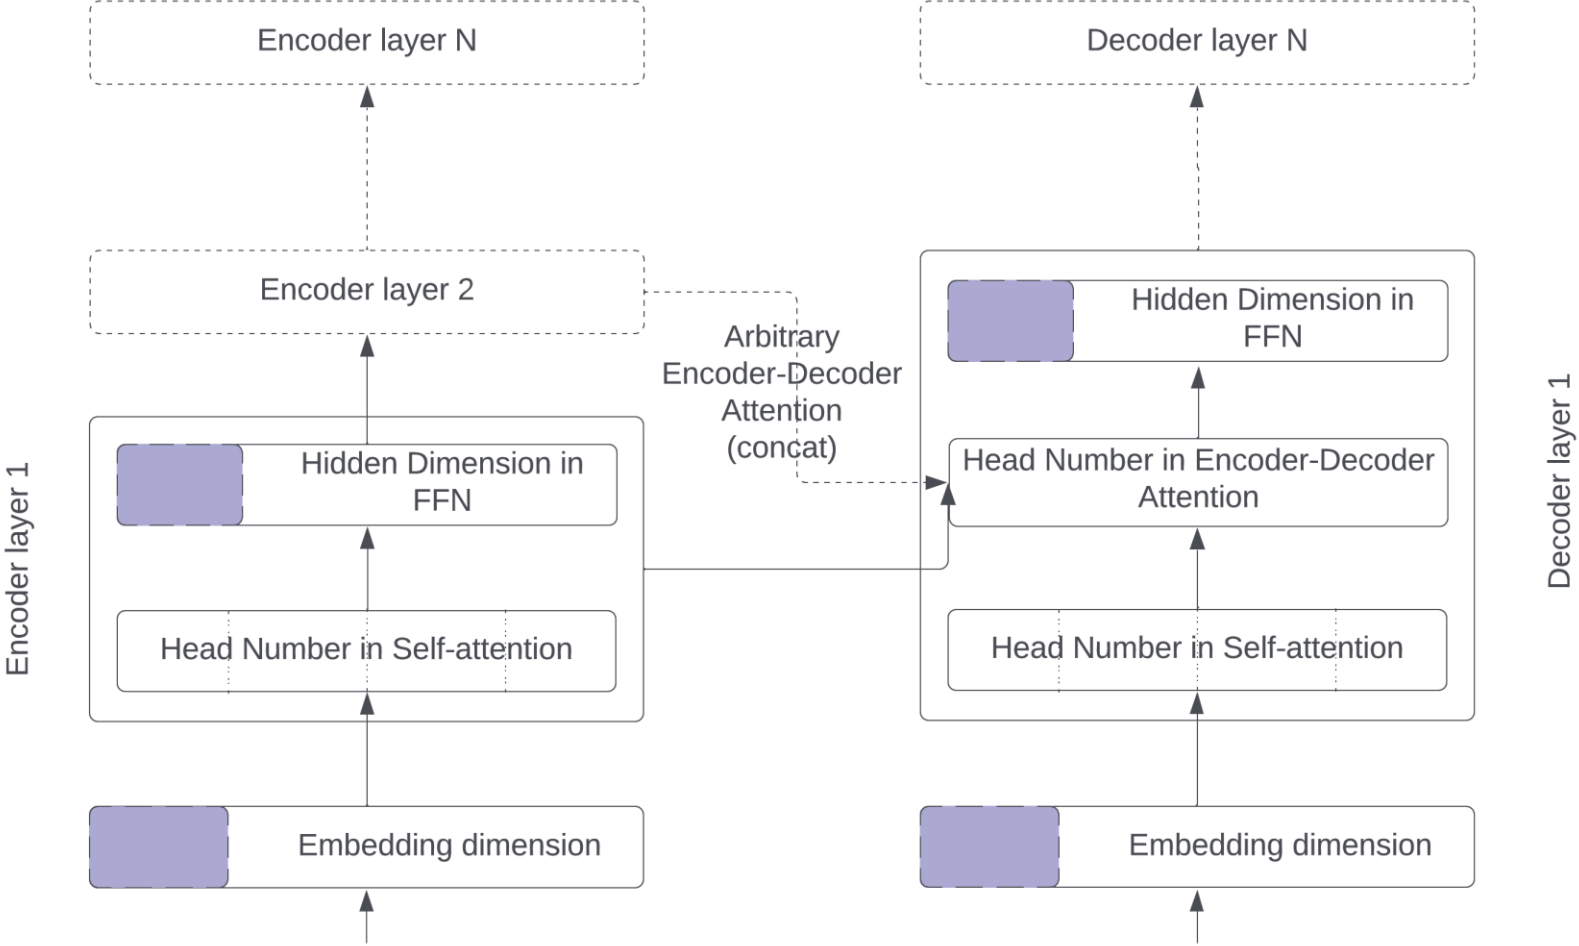 Encoder layer N
Decoder layer N
Encoder layer 2
Arbitrary
Encoder-Decoder
Attention
(concat)
Hidden Dimension in
FFN
Head Number in Encoder-Decoder
Attention
Head Number in Self-attention
Decoder layer 1
Hidden Dimension in
FFN
Head Number in Self-attention
Encoder layer 1
Embedding dimension
Embedding dimension